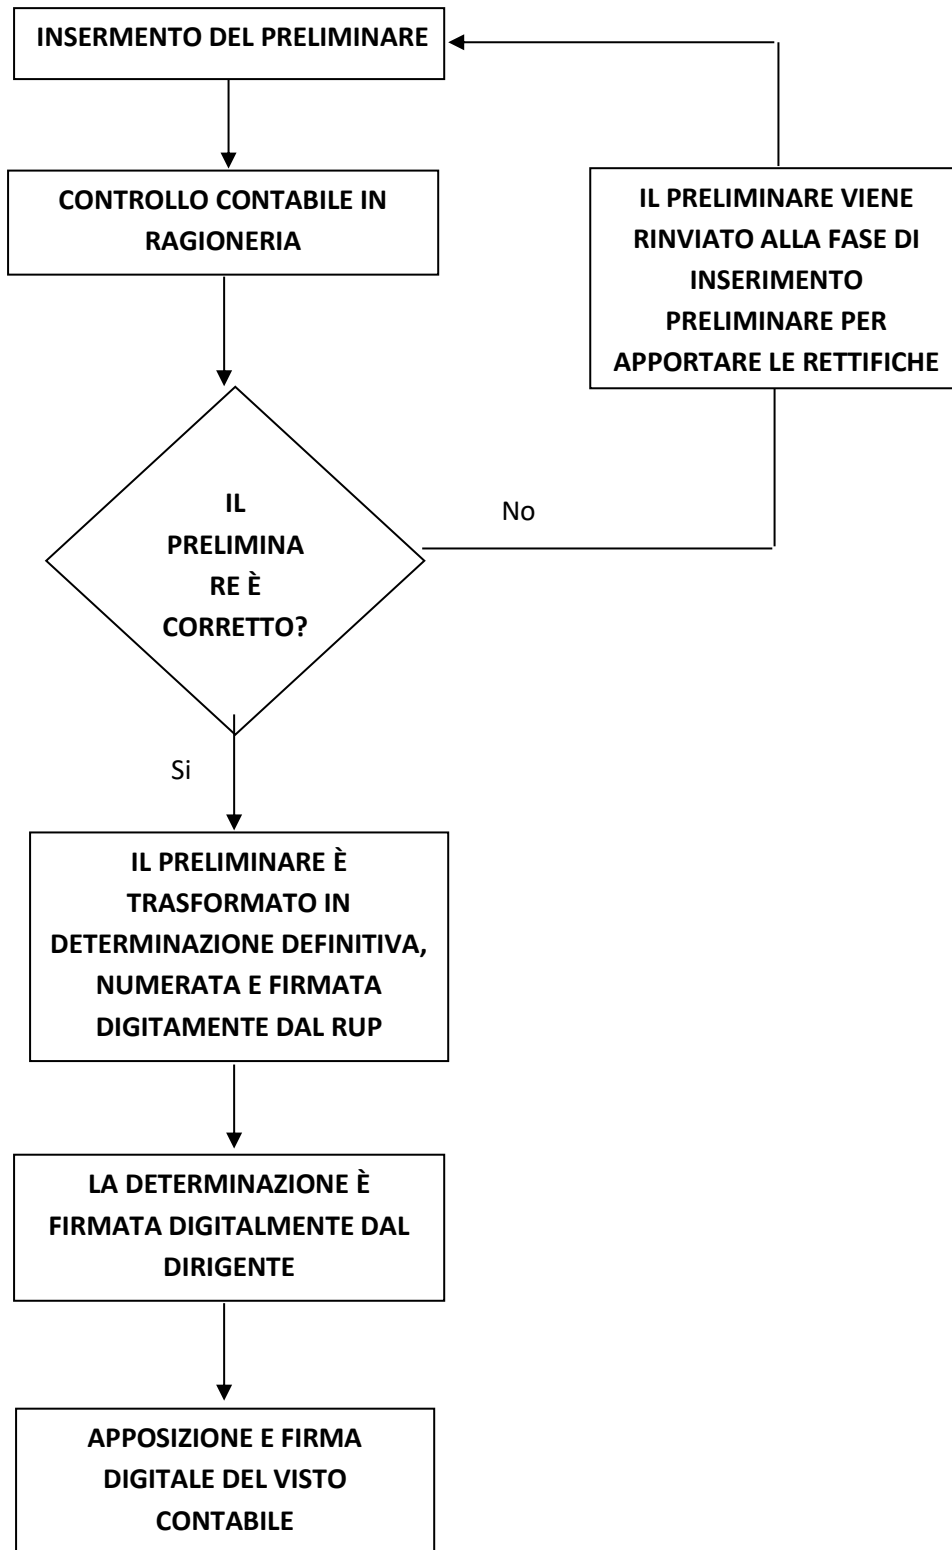 INSERMENTO DEL PRELIMINARE
CONTROLLO CONTABILE IN
RAGIONERIA
IL PRELIMINARE VIENE
RINVIATO ALLA FASE DI
INSERIMENTO
PRELIMINARE PER
APPORTARE LE RETTIFICHE
IL
PRELIMINA
RE È
CORRETTO?
No
Si
IL PRELIMINARE È
TRASFORMATO IN
DETERMINAZIONE DEFINITIVA,
NUMERATA E FIRMATA
DIGITAMENTE DAL RUP
LA DETERMINAZIONE È
FIRMATA DIGITALMENTE DAL
DIRIGENTE
APPOSIZIONE E FIRMA
DIGITALE DEL VISTO
CONTABILE